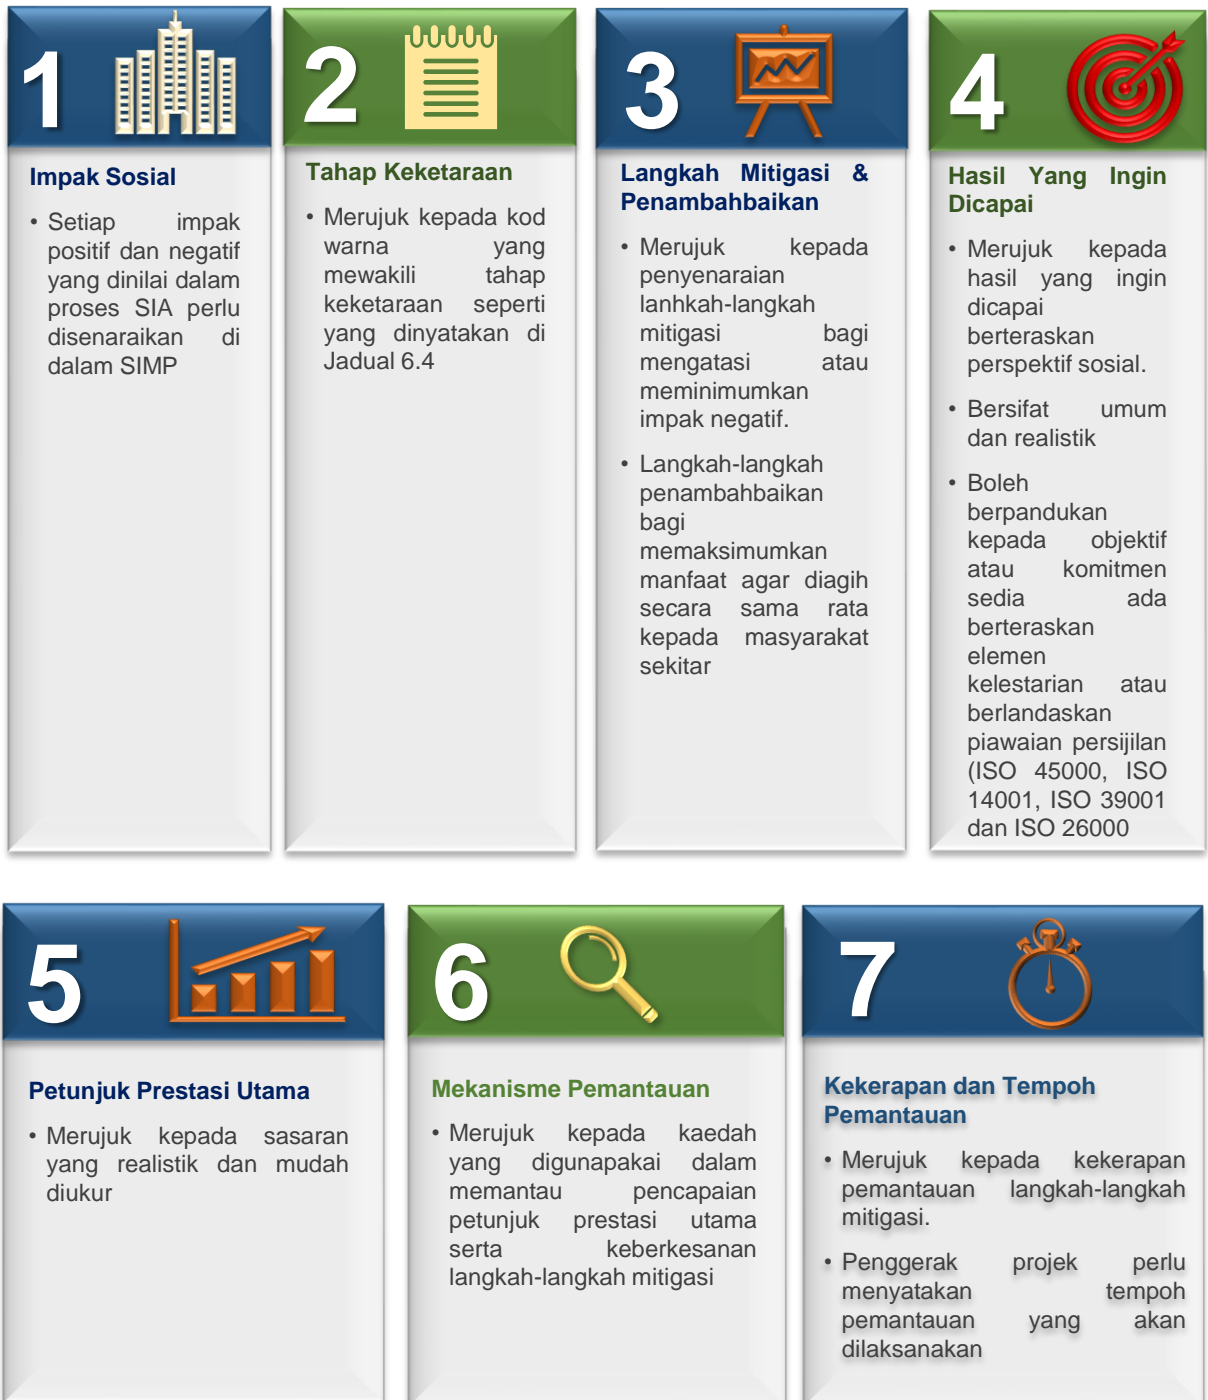 1
Impak Sosial
• Setiap impak
positif dan negatif
yang dinilai dalam
proses SIA perlu
disenaraikan di
dalam SIMP
2
Tahap Keketaraan
• Merujuk kepada kod
warna yang
mewakili tahap
keketaraan seperti
yang dinyatakan di
Jadual 6.4
3
Langkah Mitigasi &
Penambahbaikan
• Merujuk kepada
penyenaraian
lanhkah-langkah
mitigasi bagi
mengatasi atau
meminimumkan
impak negatif.
• Langkah-langkah
penambahbaikan
bagi
memaksimumkan
manfaat agar diagih
secara sama rata
kepada masyarakat
sekitar
4
Hasil Yang Ingin
Dicapai
• Merujuk kepada
hasil yang ingin
dicapai
berteraskan
perspektif sosial.
• Bersifat umum
dan realistik
• Boleh
berpandukan
kepada objektif
atau komitmen
sedia ada
berteraskan
elemen
kelestarian atau
berlandaskan
piawaian persijilan
(ISO 45000, ISO
14001, ISO 39001
dan ISO 26000
5
Petunjuk Prestasi Utama
• Merujuk kepada sasaran
yang realistik dan mudah
diukur
6
Mekanisme Pemantauan
• Merujuk kepada kaedah
yang digunapakai dalam
memantau pencapaian
petunjuk prestasi utama
serta keberkesanan
langkah-langkah mitigasi
7
Kekerapan dan Tempoh
Pemantauan
• Merujuk kepada kekerapan
pemantauan langkah-langkah
mitigasi.
• Penggerak projek perlu
menyatakan tempoh
pemantauan yang akan
dilaksanakan